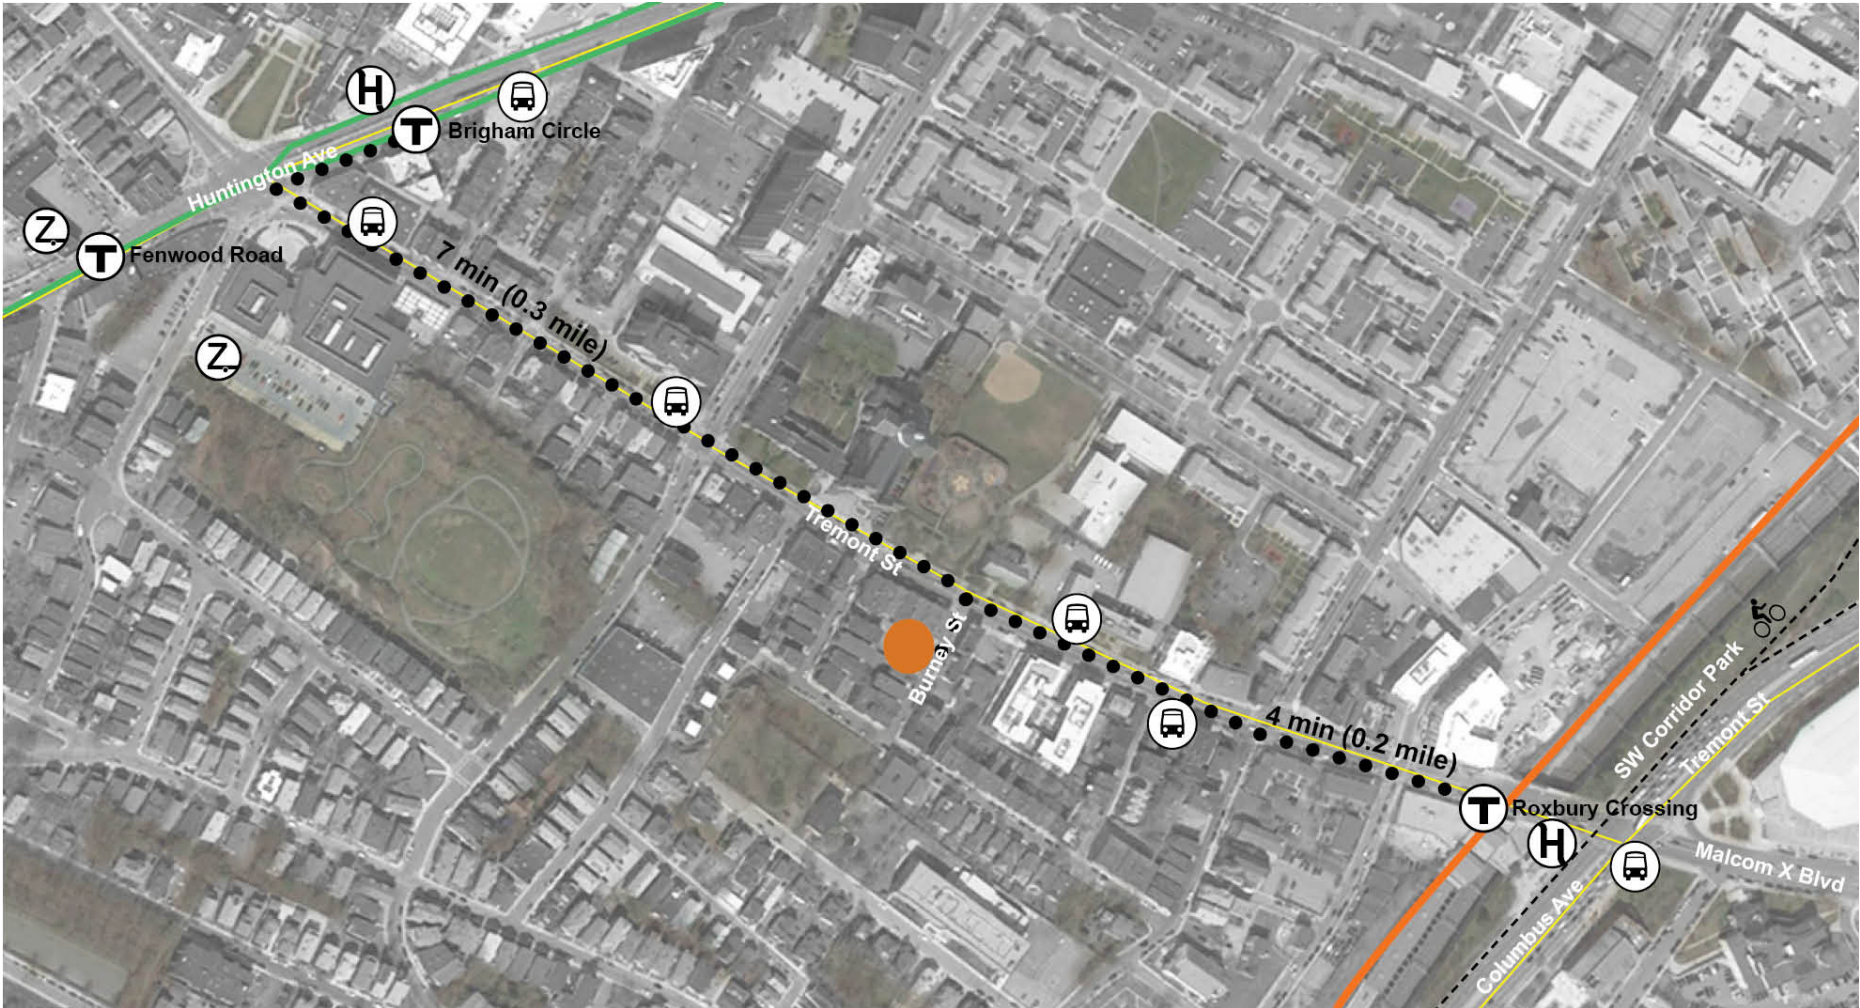 H
T
Brigham Circle
Huntington Ave
Z
T
Fenwood Road
7 min (0.3 mile)
Z
Tremont St
Burney St
4 min (0.2 mile)
SW Corridor Park
Tremont St
T
Roxbury Crossing
H
Malcom X Blvd
Columbus Ave